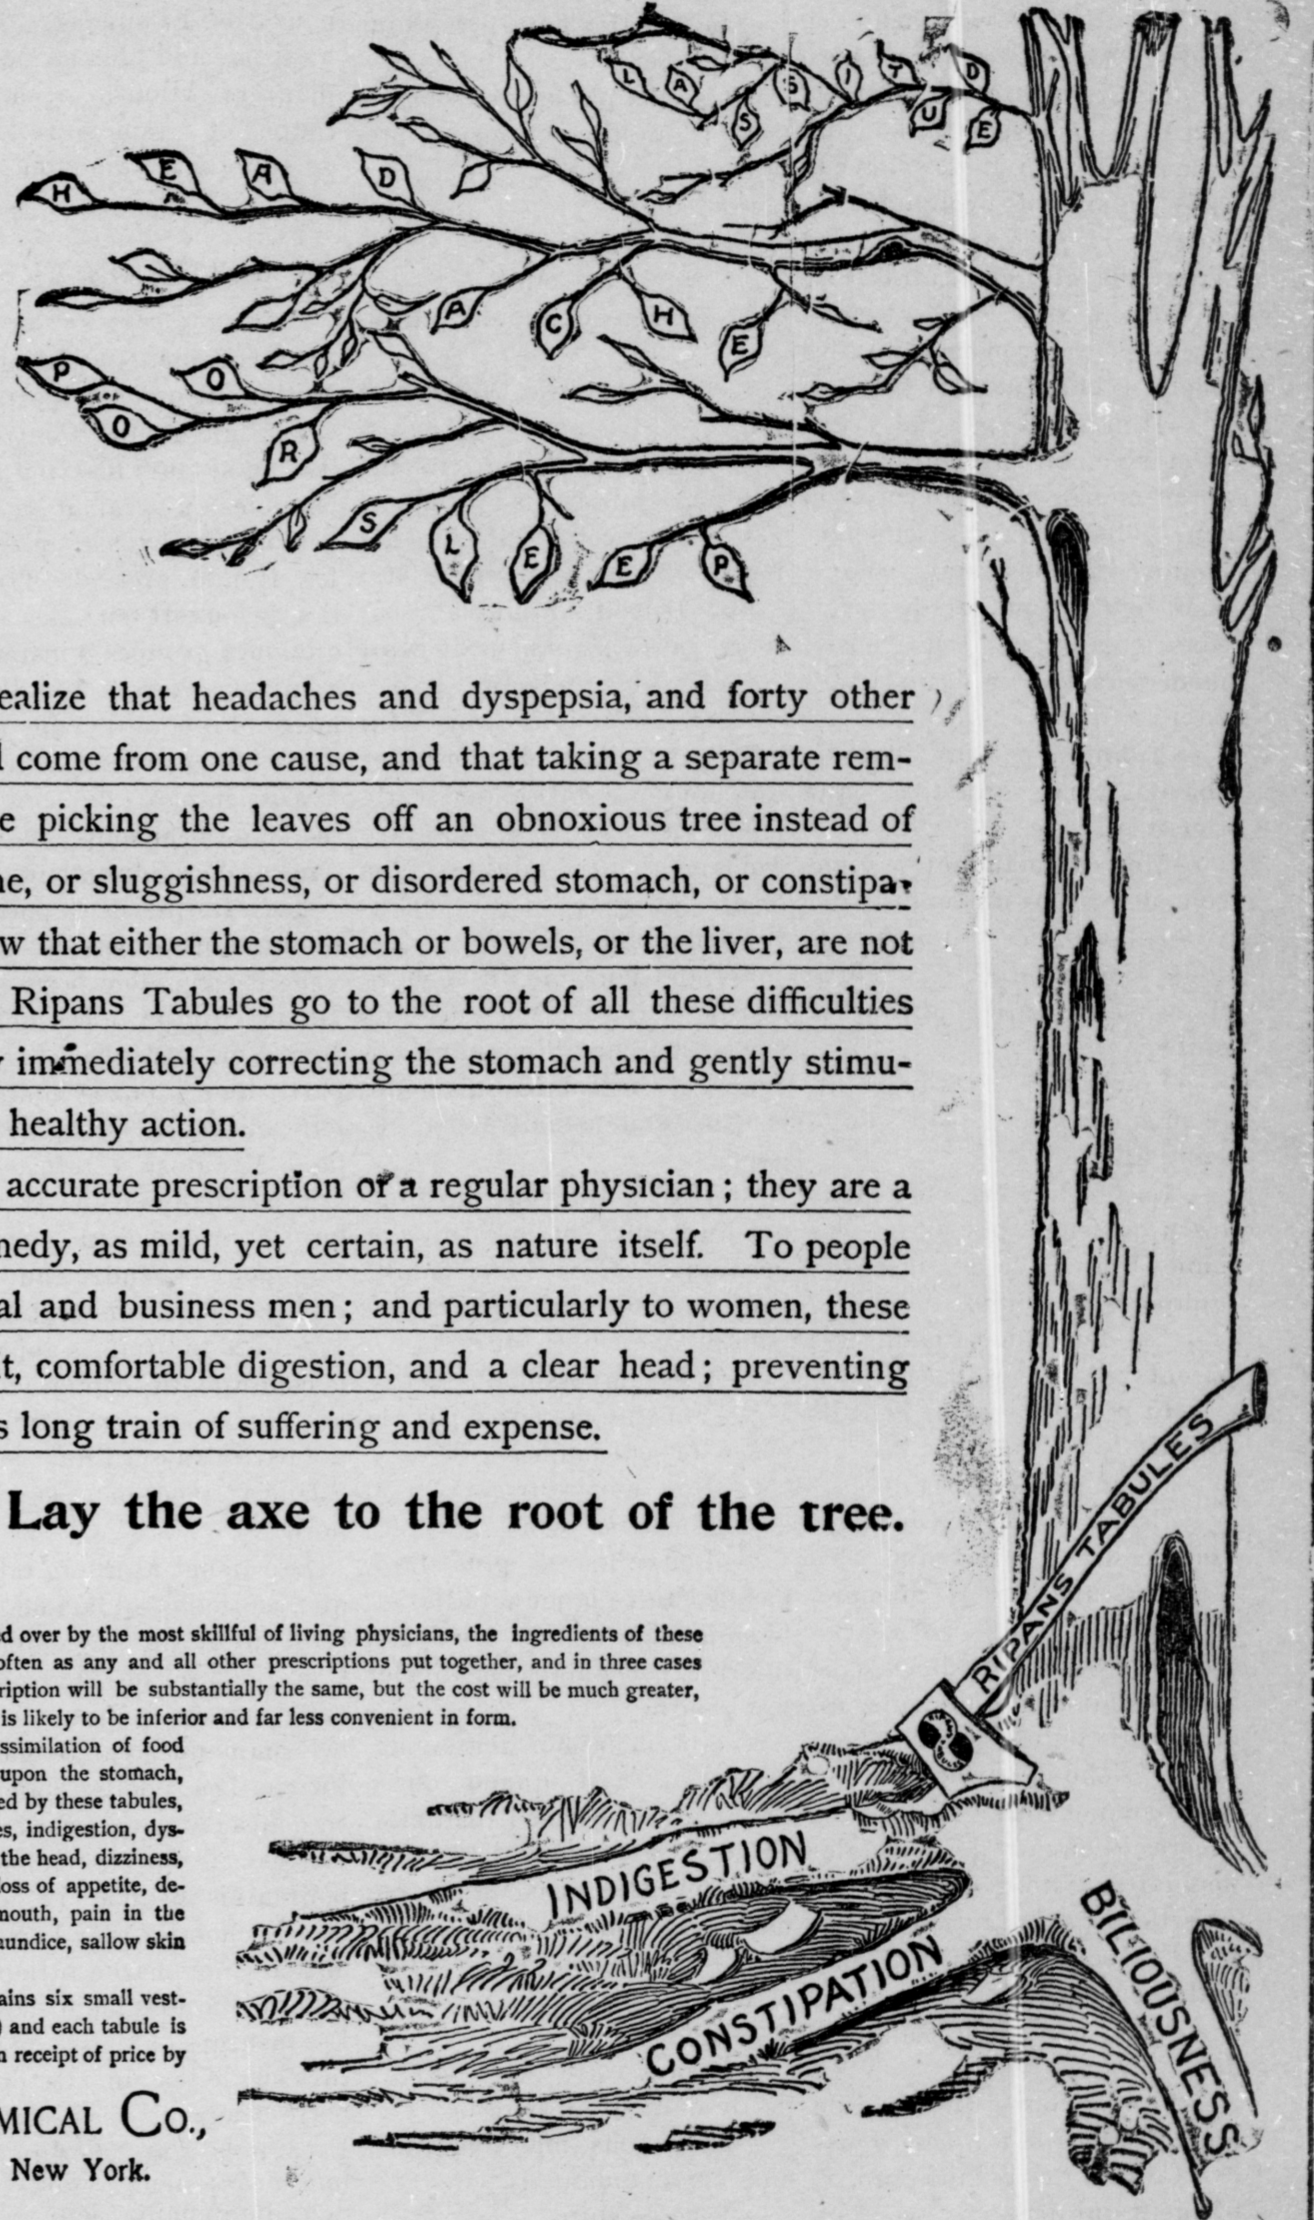 LASSITUDE
HEAD
ACHE
POOR
SLEEP
ealize that headaches and dyspepsia, and forty other
come from one cause, and that taking a separate rem-
e picking the leaves off an obnoxious tree instead of
ne, or sluggishness, or disordered stomach, or constipa-
w that either the stomach or bowels, or the liver, are not
Ripans Tabules go to the root of all these difficulties
immediately correcting the stomach and gently stimu-
healthy action.
accurate prescription of a regular physician; they are a
nedy, as mild, yet certain, as nature itself. To people
al and business men; and particularly to women, these
t, comfortable digestion, and a clear head; preventing
s long train of suffering and expense.
Lay the axe to the root of the tree.
RIPANS TABULES
d over by the most skillful of living physicians, the ingredients of these
often as any and all other prescriptions put together, and in three cases
ription will be substantially the same, but the cost will be much greater,
is likely to be inferior and far less convenient in form.
ssimilation of food
upon the stomach,
ed by these tabules,
es, indigestion, dys-
the head, dizziness,
loss of appetite, de-
mouth, pain in the
aundice, sallow skin
ains six small vest-
) and each tabule is
n receipt of price by
MICAL CO.,
New York.
INDIGESTION
CONSTIPATION
BILIOUSNESS